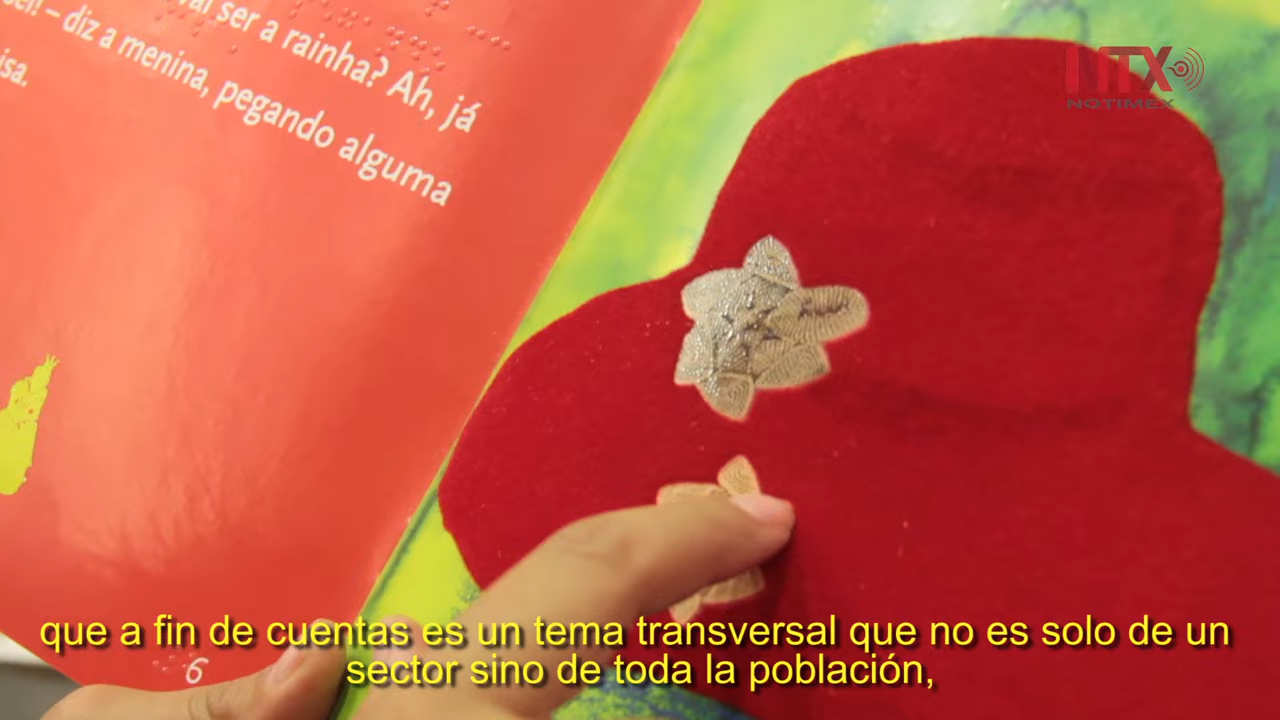 ser a rainha? Ah, já
– diz a menina, pegando alguma
6
NTX
NOTIMEX
que a fin de cuentas es un tema transversal que no es solo de un
sector sino de toda la población,